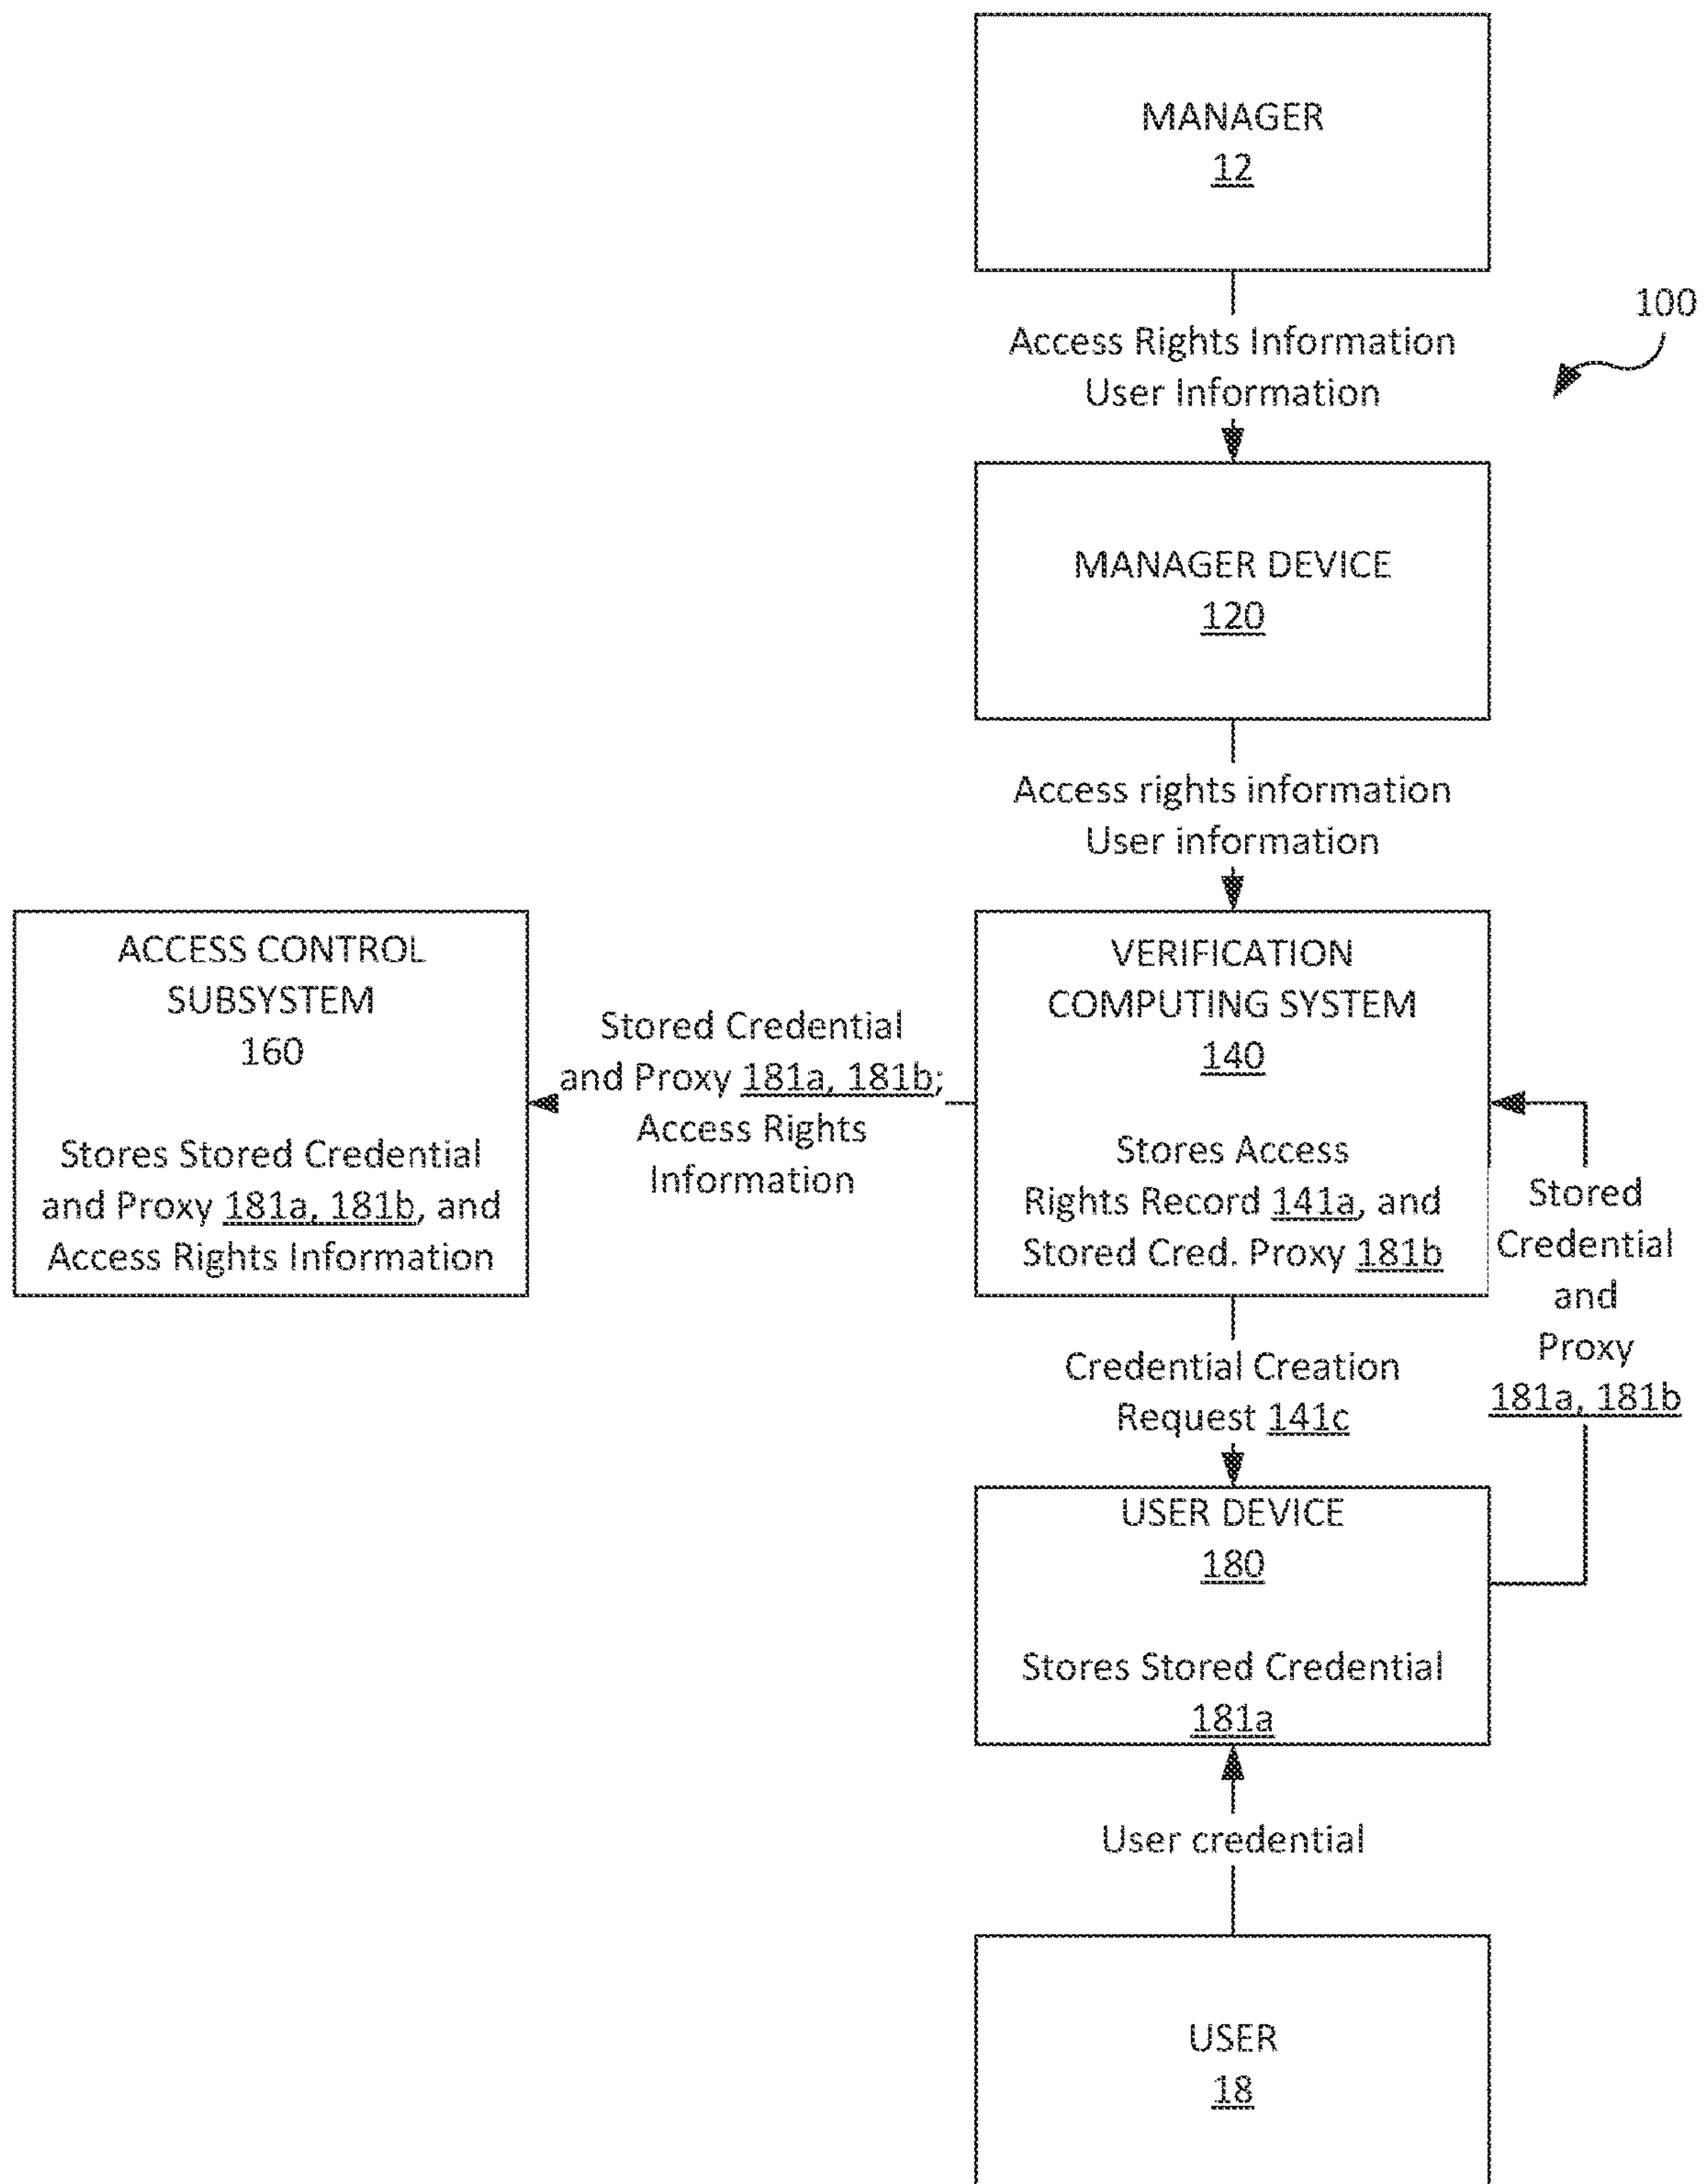 MANAGER
12
100
Access Rights Information
User Information
MANAGER DEVICE
120
Access rights information
User information
ACCESS CONTROL
SUBSYSTEM
160
Stores Stored Credential
and Proxy 181a, 181b, and
Access Rights Information
Stored Credential
and Proxy 181a, 181b;
Access Rights
Information
VERIFICATION
COMPUTING SYSTEM
140
Stores Access
Rights Record 141a, and
Stored Cred. Proxy 181b
Stored
Credential
and
Proxy
181a, 181b
Credential Creation
Request 141c
USER DEVICE
180
Stores Stored Credential
181a
User credential
USER
18